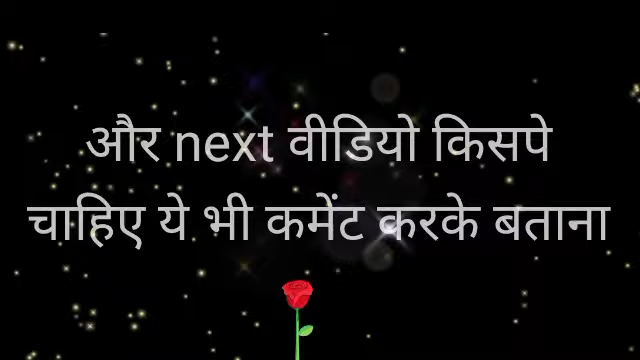 और next वीडियो किसपे
चाहिए ये भी कमेंट करके बताना